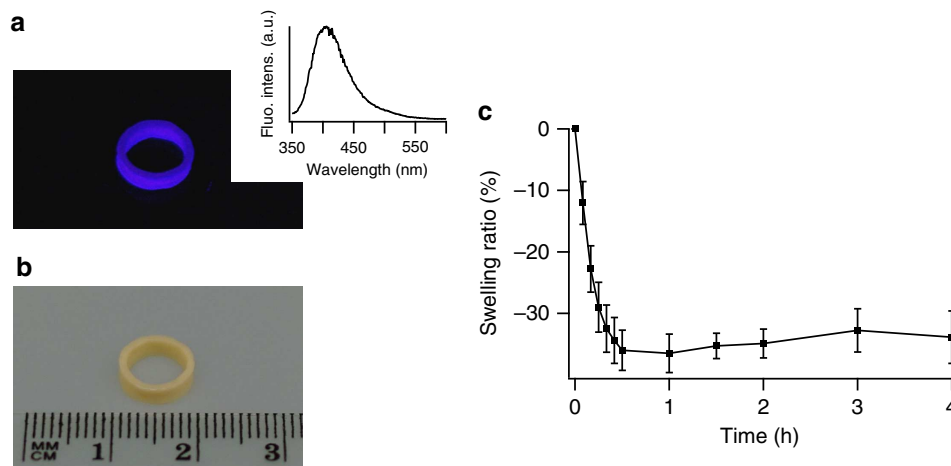 a
Fluo. intens. (a.u.)
350 450 550
Wavelength (nm)
b
MM
CM
1 2 3
c
Swelling ratio (%)
0
–10
–20
–30
0 1 2 3 4
Time (h)